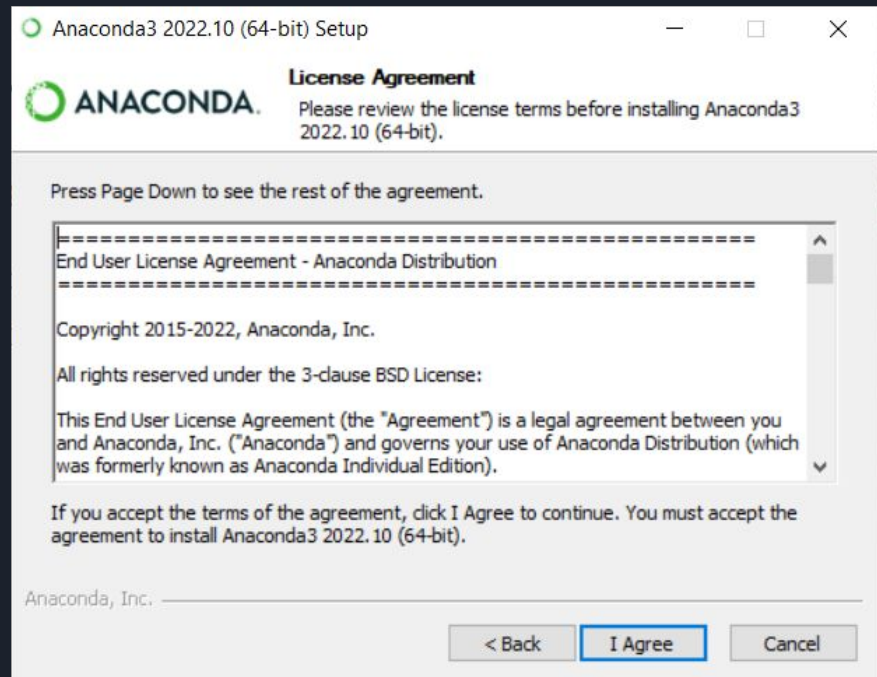 Anaconda3 2022.10 (64-bit) Setup
ANACONDA.
License Agreement
Please review the license terms before installing Anaconda3
2022.10 (64-bit).
Press Page Down to see the rest of the agreement.
====================================================
End User License Agreement - Anaconda Distribution
====================================================
Copyright 2015-2022, Anaconda, Inc.
All rights reserved under the 3-clause BSD License:
This End User License Agreement (the "Agreement") is a legal agreement between you
and Anaconda, Inc. ("Anaconda") and governs your use of Anaconda Distribution (which
was formerly known as Anaconda Individual Edition).
If you accept the terms of the agreement, click I Agree to continue. You must accept the
agreement to install Anaconda3 2022.10 (64-bit).
Anaconda, Inc.
< Back
I Agree
Cancel